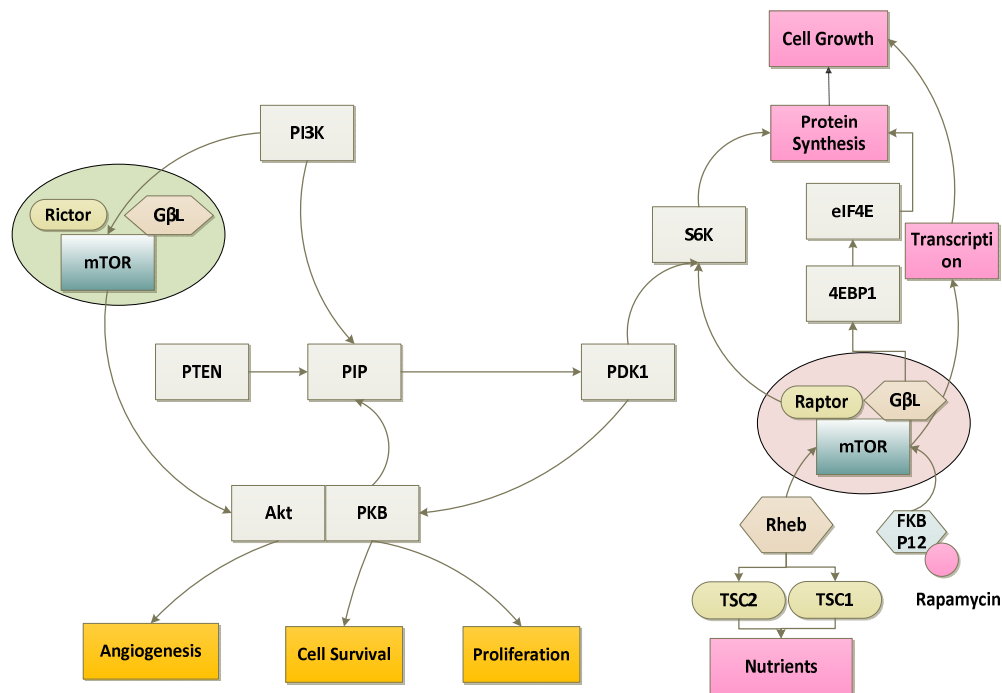 Cell Growth
Protein
Synthesis
PI3K
Rictor
GβL
mTOR
eIF4E
S6K
Transcripti
on
4EBP1
PTEN
PIP
PDK1
Raptor
GβL
mTOR
Akt
PKB
Rheb
FKB
P12
Rapamycin
TSC2
TSC1
Angiogenesis
Cell Survival
Proliferation
Nutrients